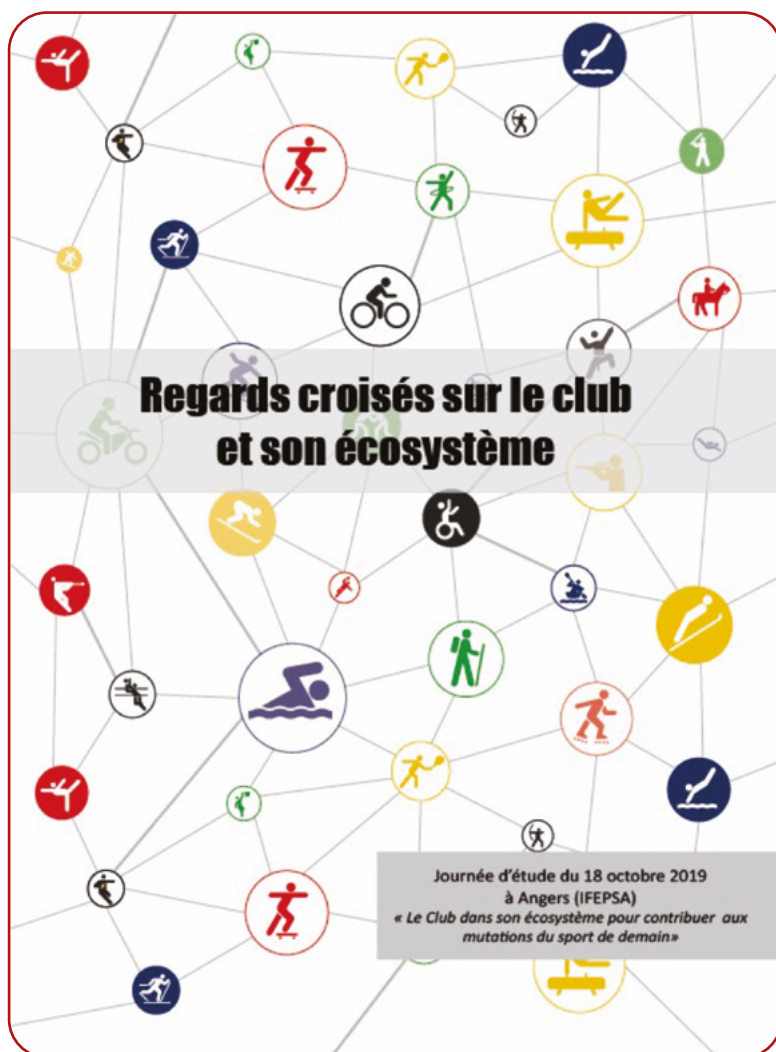 Regards croisés sur le club
et son écosystème
Journée d'étude du 18 octobre 2019
à Angers (IFEPSA)
« Le Club dans son écosystème pour contribuer aux
mutations du sport de demain»